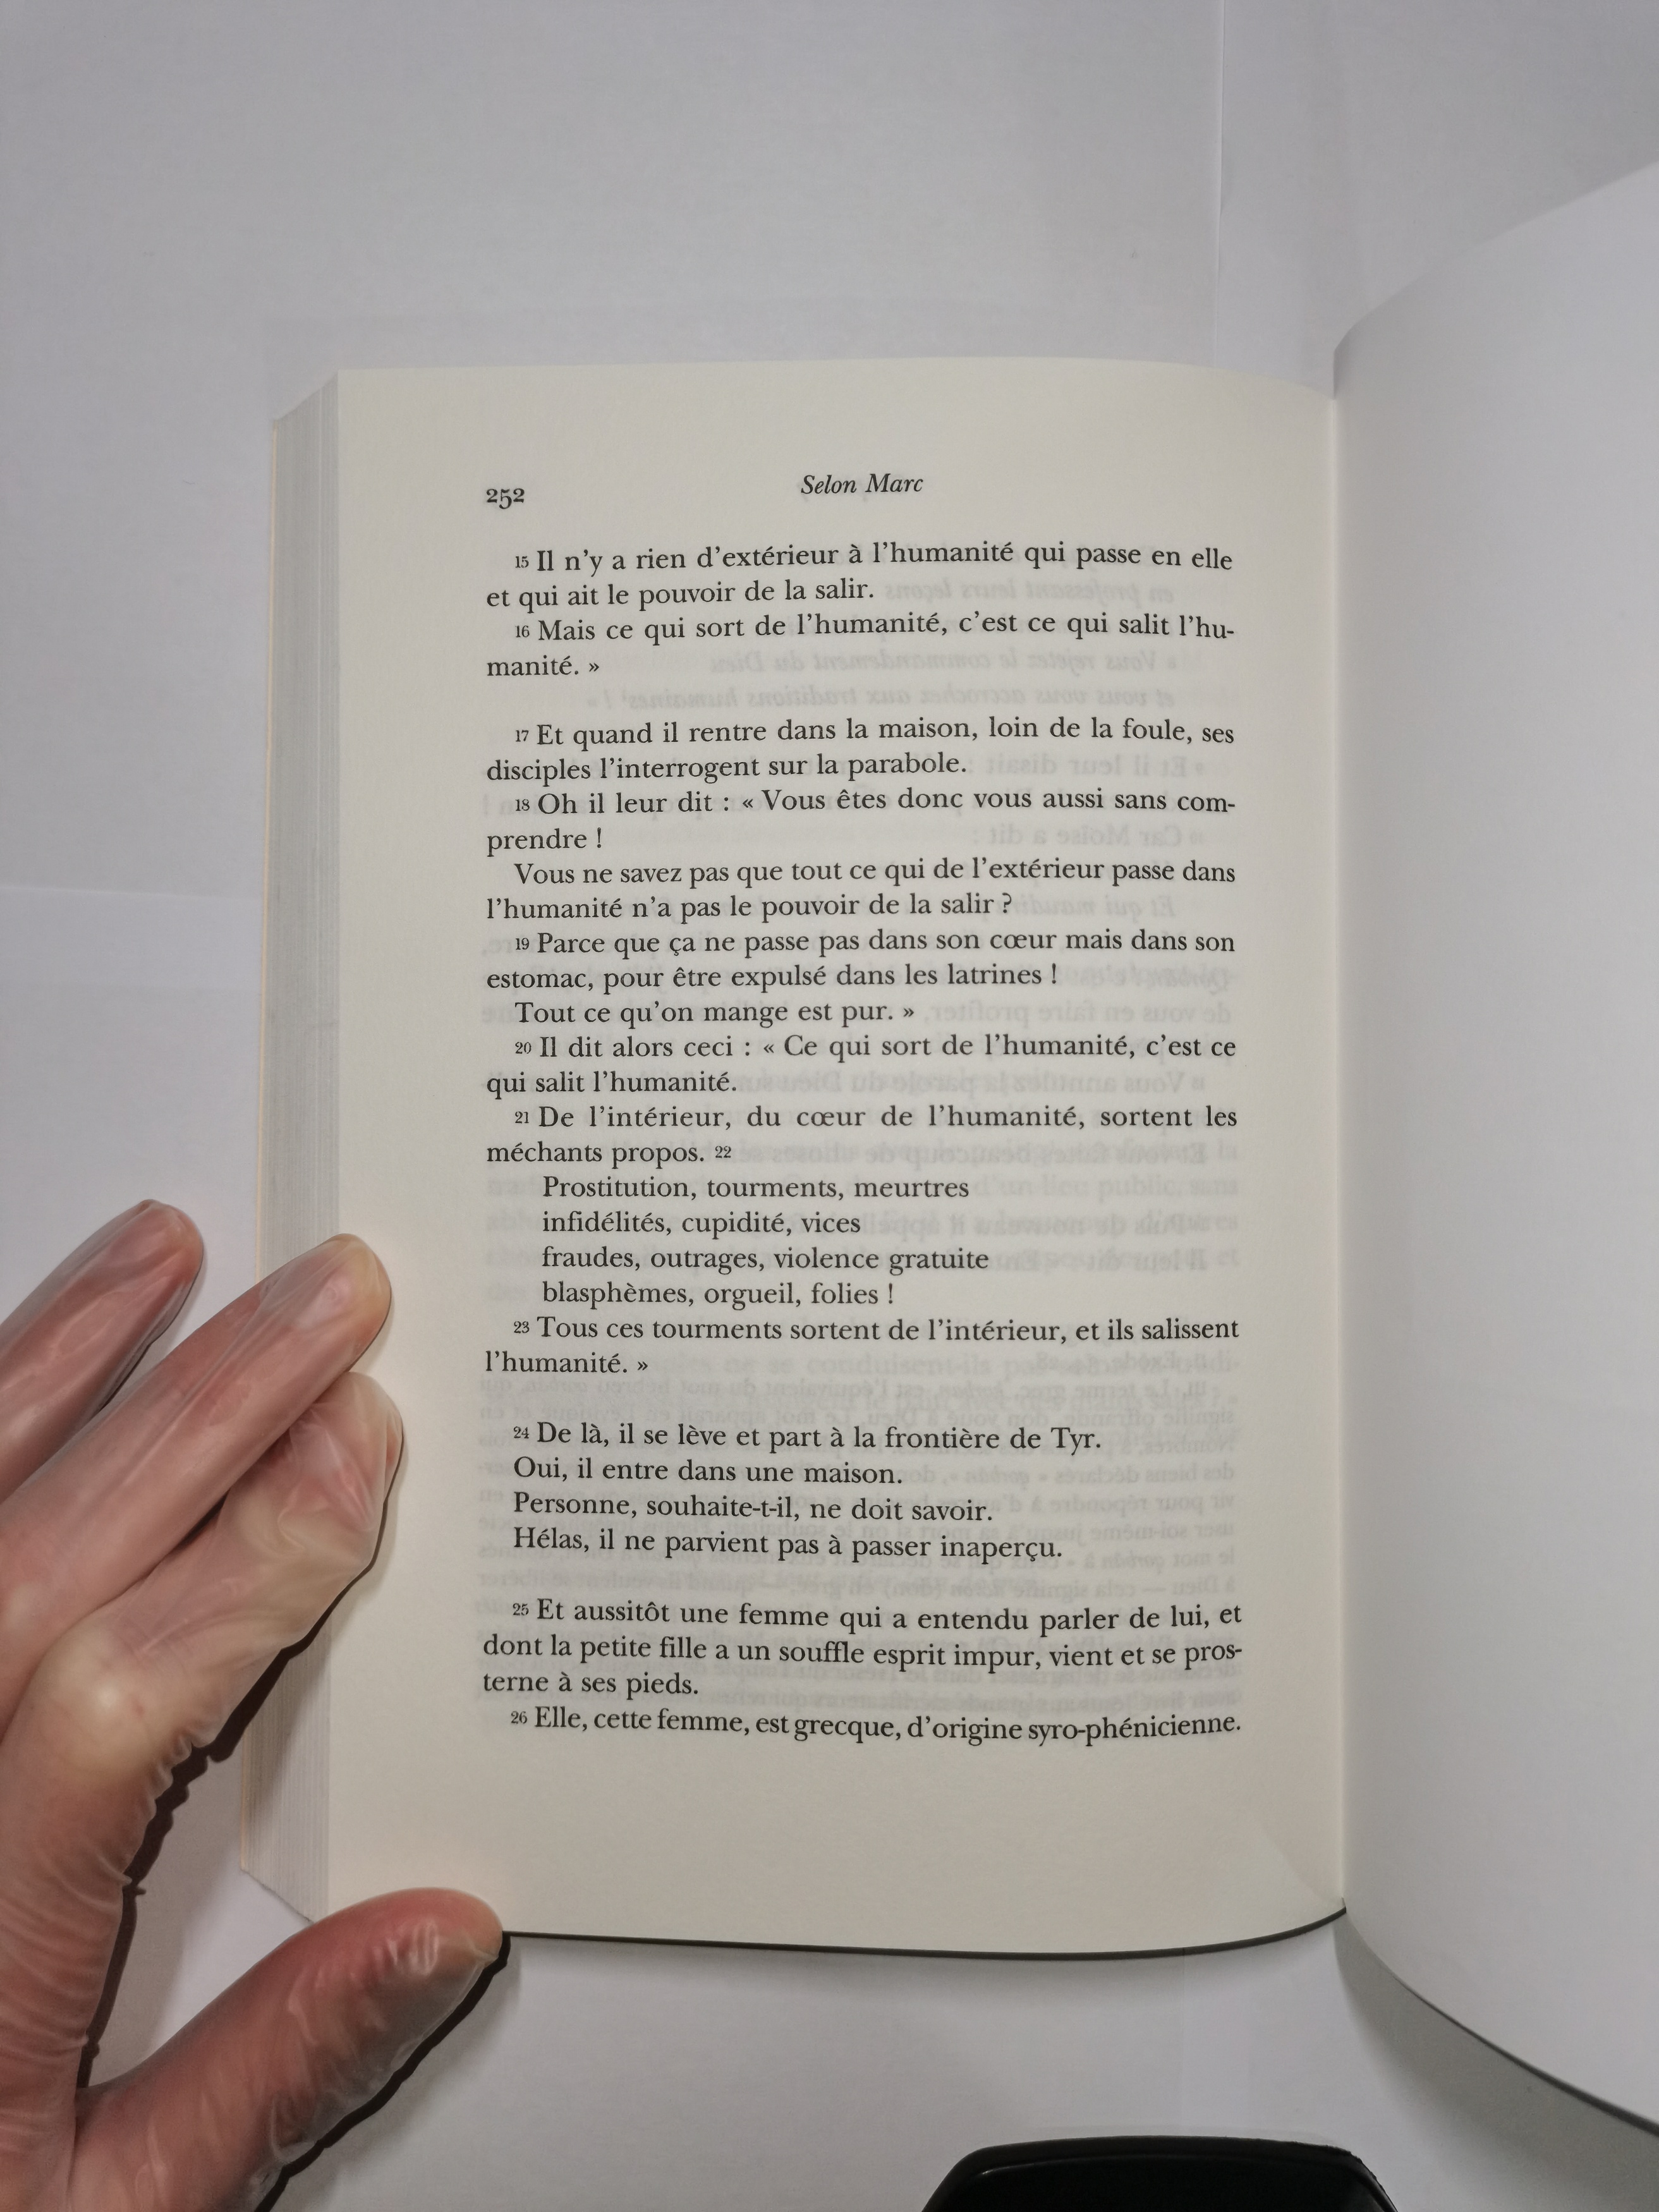 252
Selon Marc
15 Il n'y a rien d'extérieur à l'humanité qui passe en elle
et qui ait le pouvoir de la salir.
16 Mais ce qui sort de l'humanité, c'est ce qui salit l'hu-
manité. »
17 Et quand il rentre dans la maison, loin de la foule, ses
disciples l'interrogent sur la parabole.
18 Oh il leur dit : « Vous êtes donc vous aussi sans com-
prendre !
Vous ne savez pas que tout ce qui de l'extérieur passe dans
l'humanité n'a pas le pouvoir de la salir ?
19 Parce que ça ne passe pas dans son cœur mais dans son
estomac, pour être expulsé dans les latrines !
Tout ce qu'on mange est pur. »
20 Il dit alors ceci : « Ce qui sort de l'humanité, c'est ce
qui salit l'humanité.
21 De l'intérieur, du cœur de l'humanité, sortent les
méchants propos. 22
Prostitution, tourments, meurtres
infidélités, cupidité, vices
fraudes, outrages, violence gratuite
blasphèmes, orgueil, folies !
23 Tous ces tourments sortent de l'intérieur, et ils salissent
l'humanité. »
24 De là, il se lève et part à la frontière de Tyr.
Oui, il entre dans une maison.
Personne, souhaite-t-il, ne doit savoir.
Hélas, il ne parvient pas à passer inaperçu.
25 Et aussitôt une femme qui a entendu parler de lui, et
dont la petite fille a un souffle esprit impur, vient et se pros-
terne à ses pieds.
26 Elle, cette femme, est grecque, d'origine syro-phénicienne.